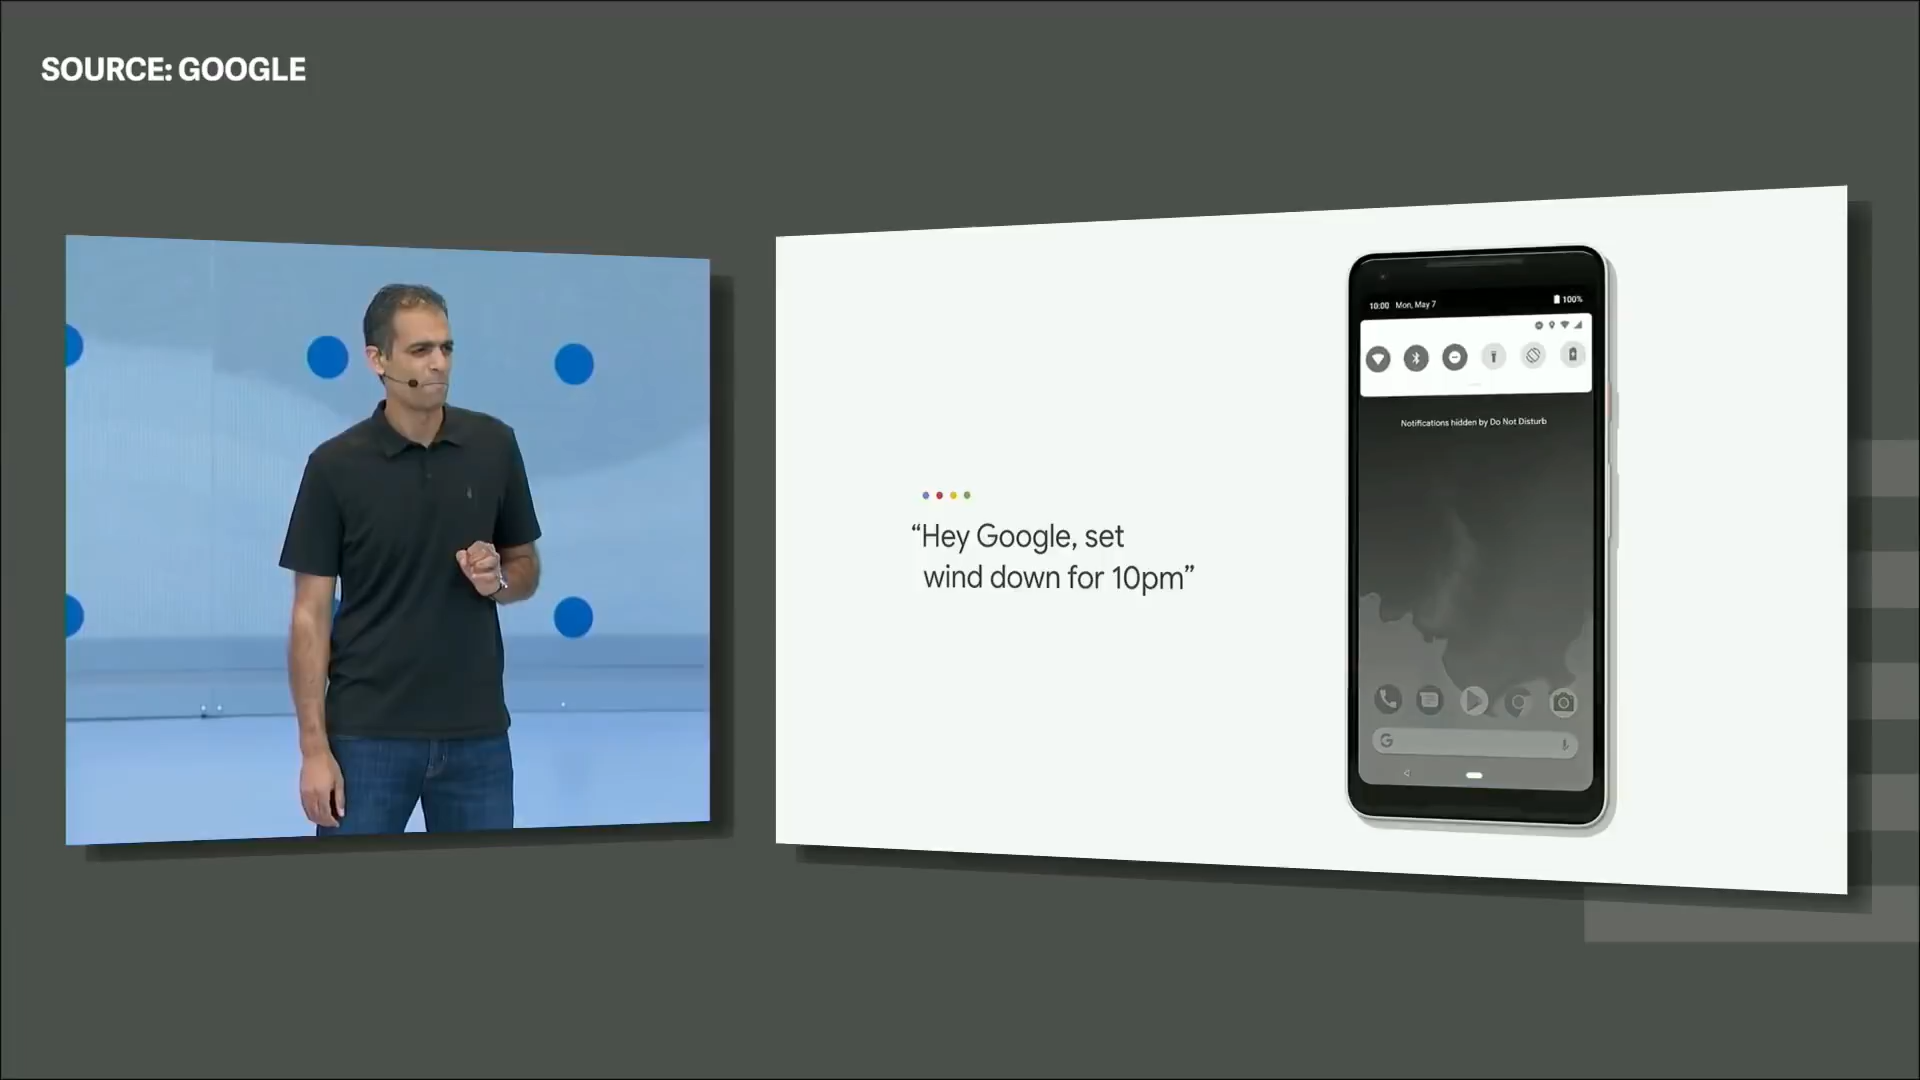 SOURCE: GOOGLE
10:00 Mon, May 7
100%
Notifications hidden by Do Not Disturb
“Hey Google, set
wind down for 10pm”
G